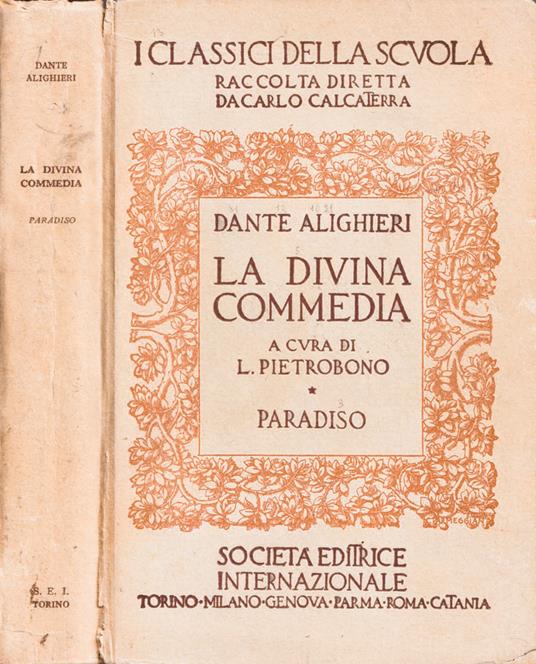 DANTE
ALIGHIERI
LA DIVINA
COMMEDIA
PARADISO
S. E. I.
TORINO
I CLASSICI DELLA SCVOLA
RACCOLTA DIRETTA
DA CARLO CALCATERRA
DANTE ALIGHIERI
LA DIVINA
COMMEDIA
A CVRA DI
L. PIETROBONO
★
PARADISO
SOCIETA EDITRICE
INTERNAZIONALE
TORINO·MILANO·GENOVA·PARMA·ROMA·CATANIA